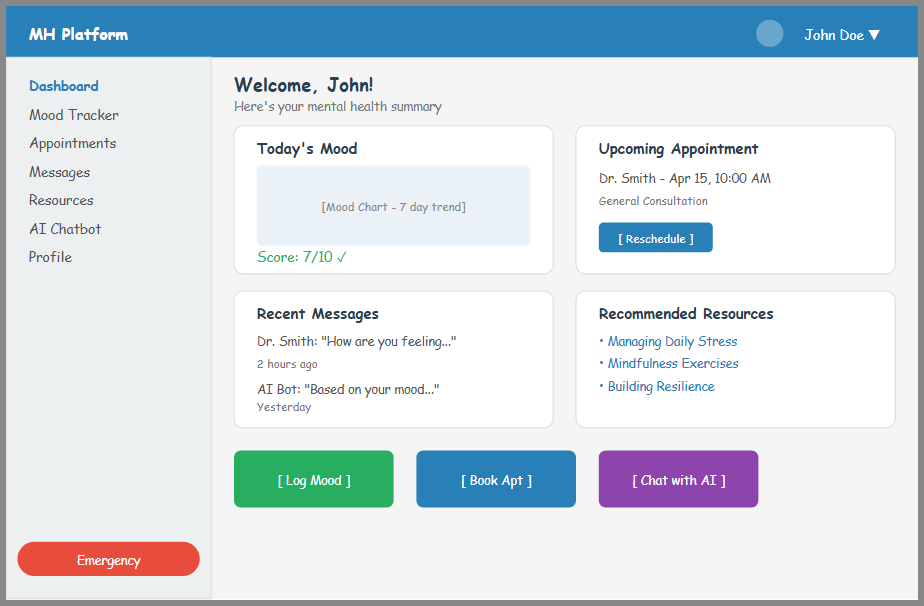 MH Platform
John Doe ▼
Dashboard
Mood Tracker
Appointments
Messages
Resources
AI Chatbot
Profile
Emergency
Welcome, John!
Here's your mental health summary
Today's Mood
[Mood Chart - 7 day trend]
Score: 7/10 ✓
Upcoming Appointment
Dr. Smith - Apr 15, 10:00 AM
General Consultation
[ Reschedule ]
Recent Messages
Dr. Smith: "How are you feeling..."
2 hours ago
AI Bot: "Based on your mood..."
Yesterday
Recommended Resources
• Managing Daily Stress
• Mindfulness Exercises
• Building Resilience
[ Log Mood ]
[ Book Apt ]
[ Chat with AI ]